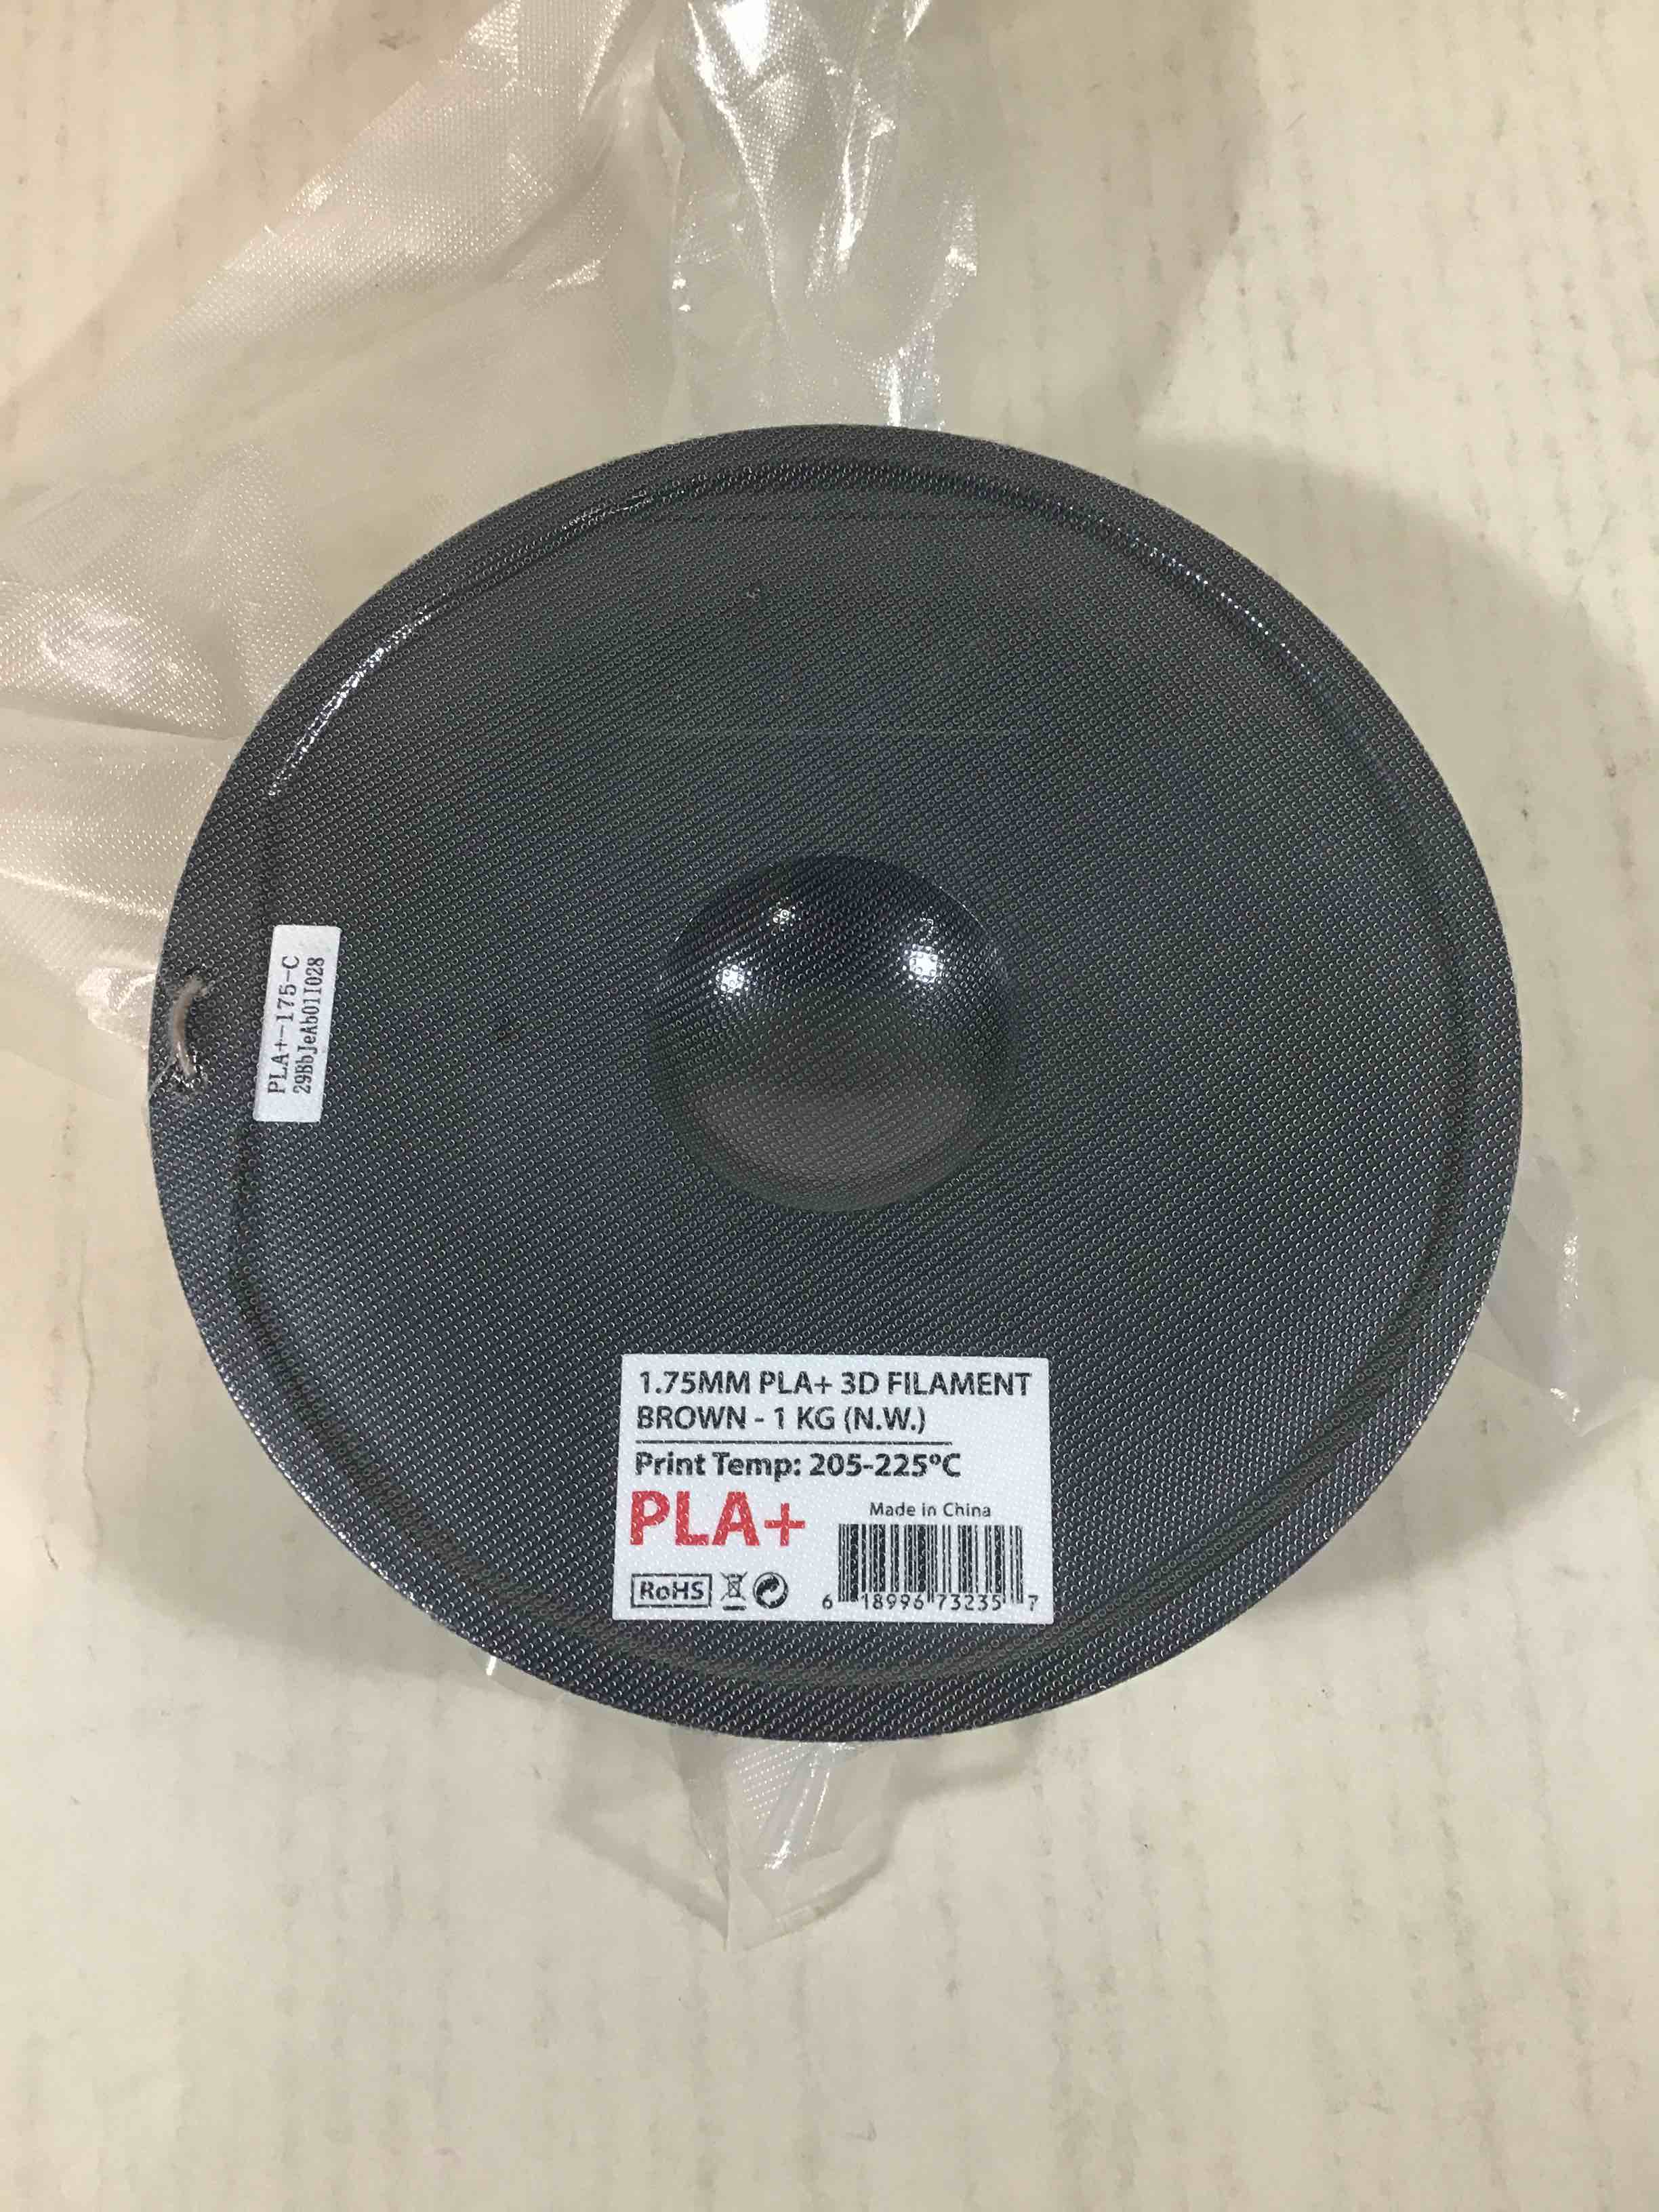 PLA+-175-C
29BbJeAb01I028
1.75MM PLA+ 3D FILAMENT
BROWN - 1 KG (N.W.)
Print Temp: 205-225ºC
PLA+
Made in China
RoHS
6 18996 73235 7